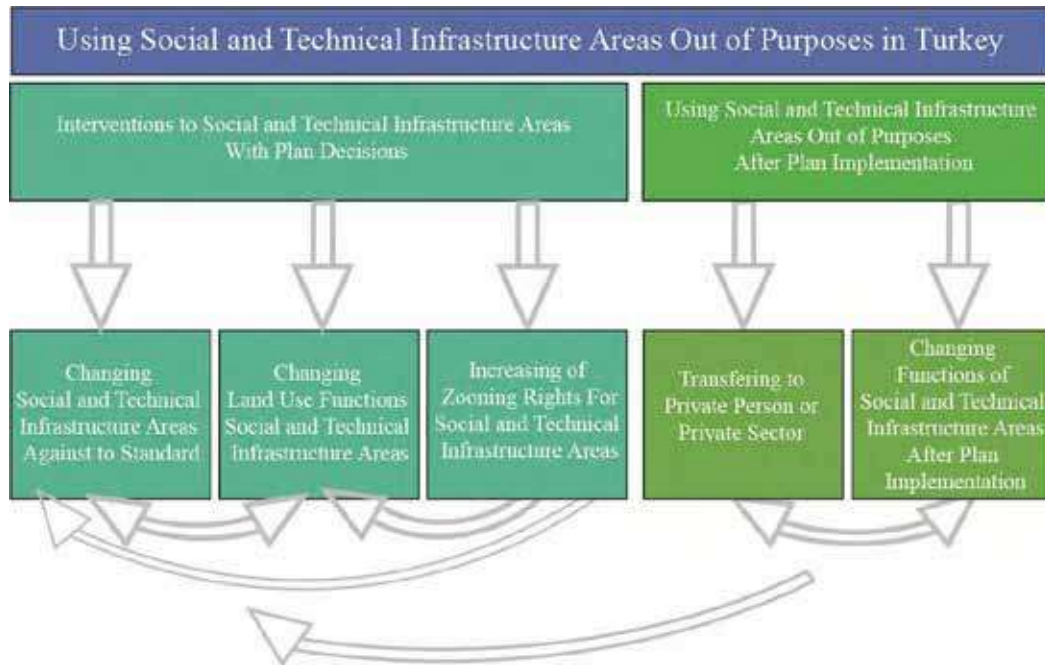 Using Social and Technical Infrastructure Areas Out of Purposes in Turkey
Interventions to Social and Technical Infrastructure Areas
With Plan Decisions
Using Social and Technical Infrastructure
Areas Out of Purposes
After Plan Implementation
Changing
Social and Technical
Infrastructure Areas
Against to Standard
Changing
Land Use Functions
Social and Technical
Infrastructure Areas
Increasing of
Zooning Rights For
Social and Technical
Infrastructure Areas
Transfering to
Private Person or
Private Sector
Changing
Functions of
Social and Technical
Infrastructure Areas
After Plan
Implementation